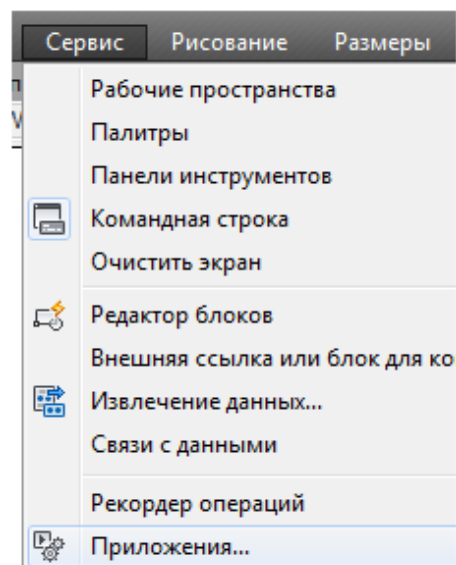 Сервис Рисование Размеры
Рабочие пространства
Палитры
Панели инструментов
Командная строка
Очистить экран
Редактор блоков
Внешняя ссылка или блок для ко
Извлечение данных...
Связи с данными
Рекордер операций
Приложения...